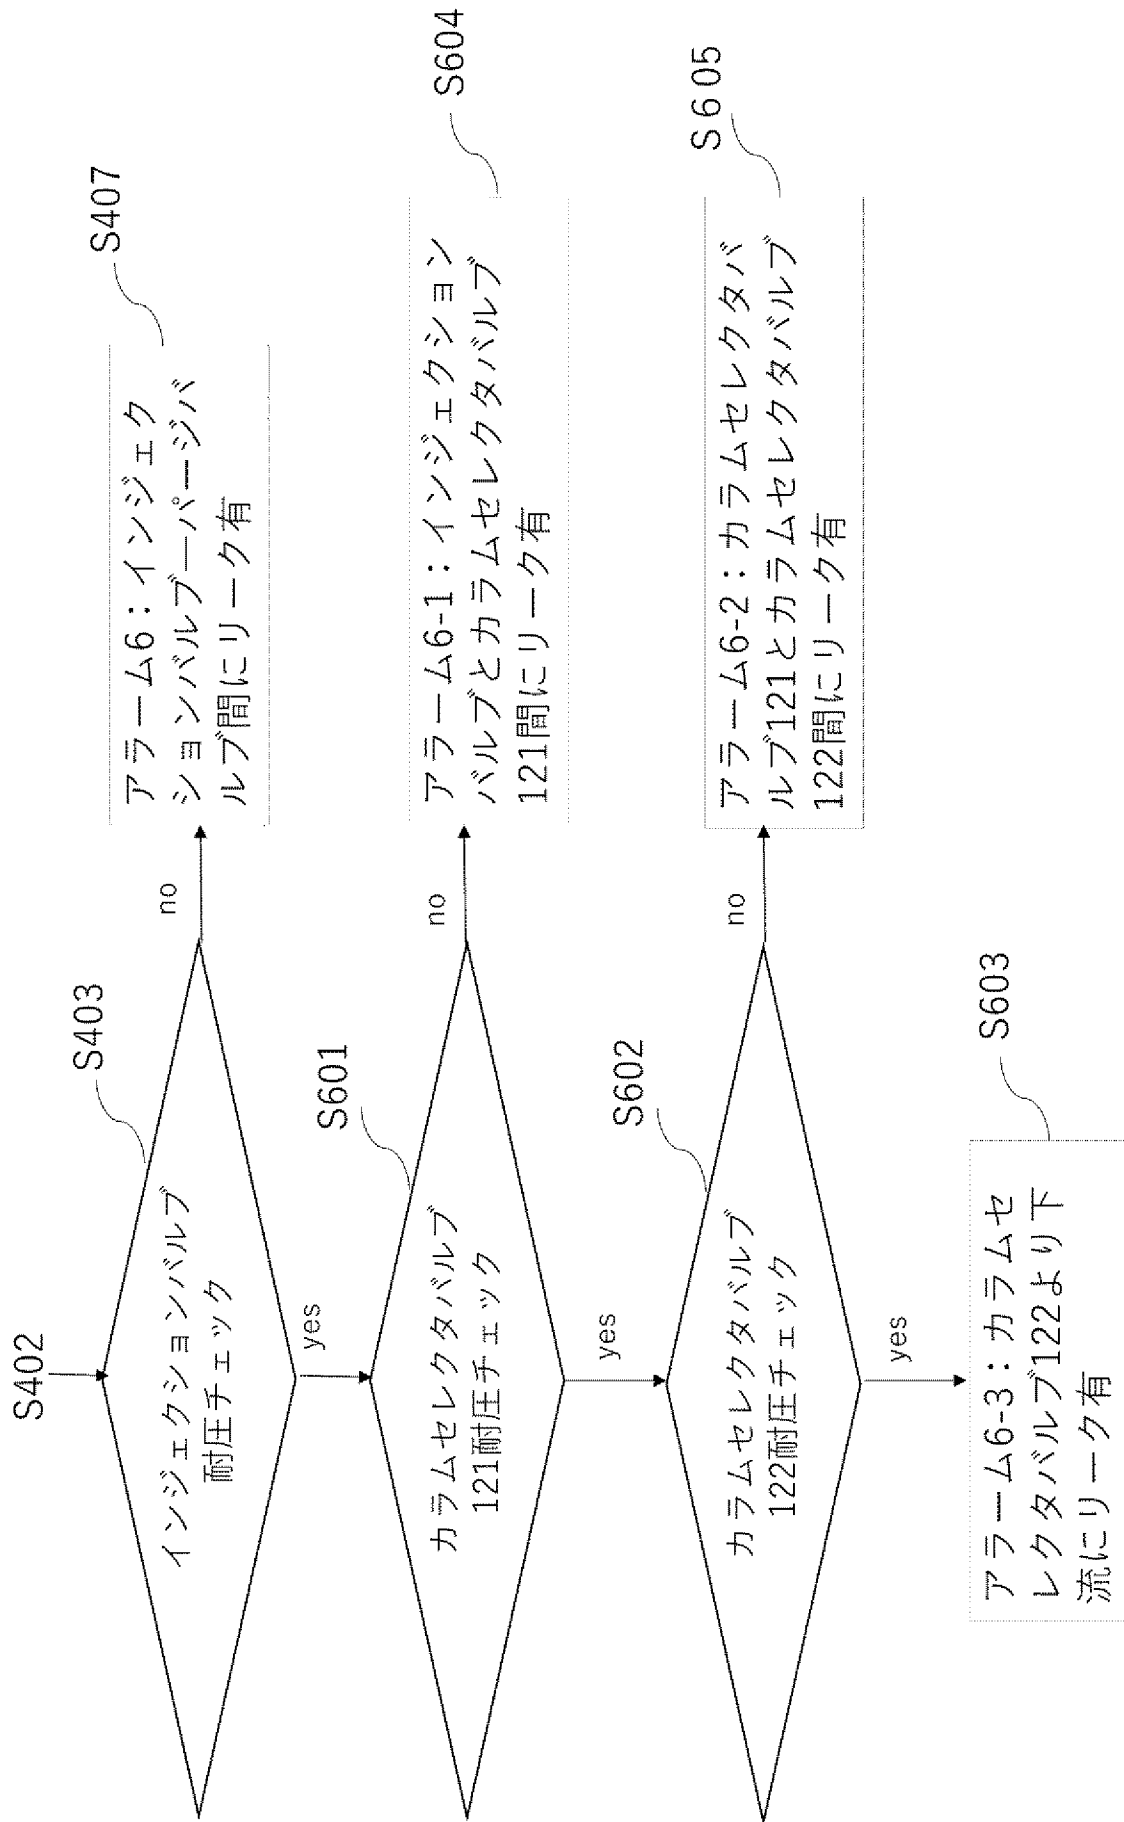 S402
S403
インジェクションバルブ
耐圧チェック
no
S407
アラーム6：インジェク
ションバルブ―パージバ
ルブ間にリーク有
yes
S601
カラムセレクタバルブ
121耐圧チェック
no
S604
アラーム6-1：インジェクション
バルブとカラムセレクタバルブ
121間にリーク有
yes
S602
カラムセレクタバルブ
122耐圧チェック
no
S605
アラーム6-2：カラムセレクタバ
ルブ121とカラムセレクタバルブ
122間にリーク有
yes
S603
アラーム6-3：カラムセ
レクタバルブ122より下
流にリーク有